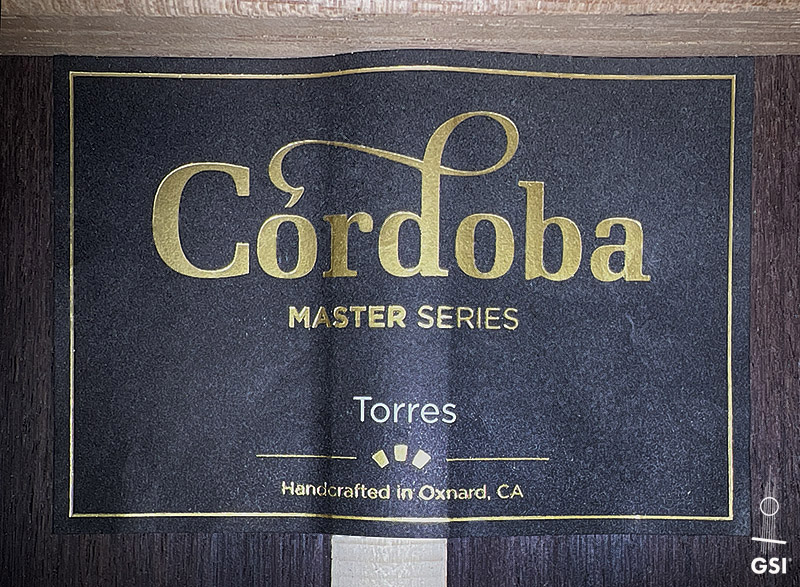 Córdoba
MASTER SERIES
Torres
Handcrafted in Oxnard, CA
GSI